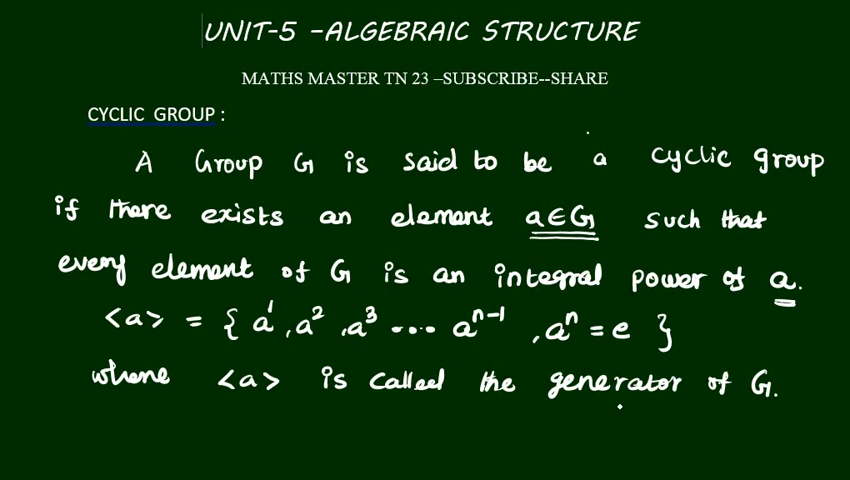 UNIT-5 –ALGEBRAIC STRUCTURE
MATHS MASTER TN 23 –SUBSCRIBE--SHARE
CYCLIC GROUP :
A Group G is said to be a cyclic group
if there exists an element a∈G such that
every element of G is an integral power of a.
<a> = { a¹, a², a³ .... aⁿ⁻¹, aⁿ = e }
where <a> is called the generator of G.